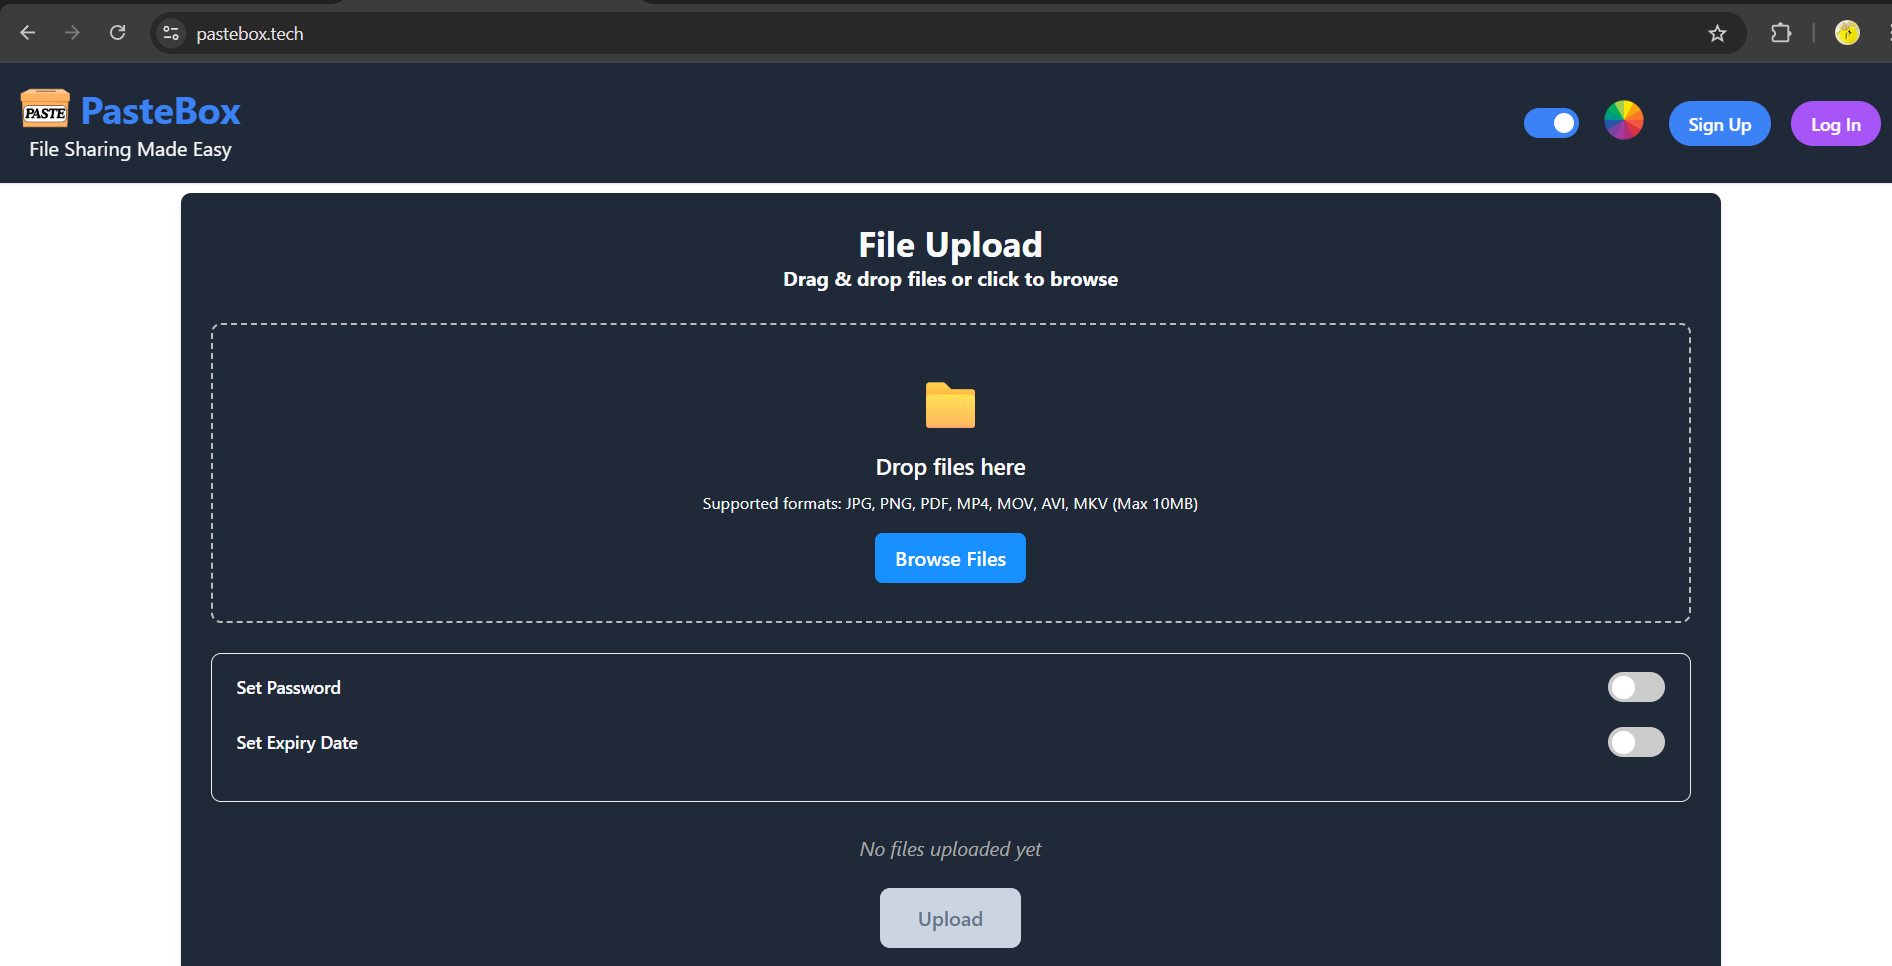 pastebox.tech
PASTE
PasteBox
File Sharing Made Easy
Sign Up
Log In
File Upload
Drag & drop files or click to browse
Drop files here
Supported formats: JPG, PNG, PDF, MP4, MOV, AVI, MKV (Max 10MB)
Browse Files
Set Password
Set Expiry Date
No files uploaded yet
Upload